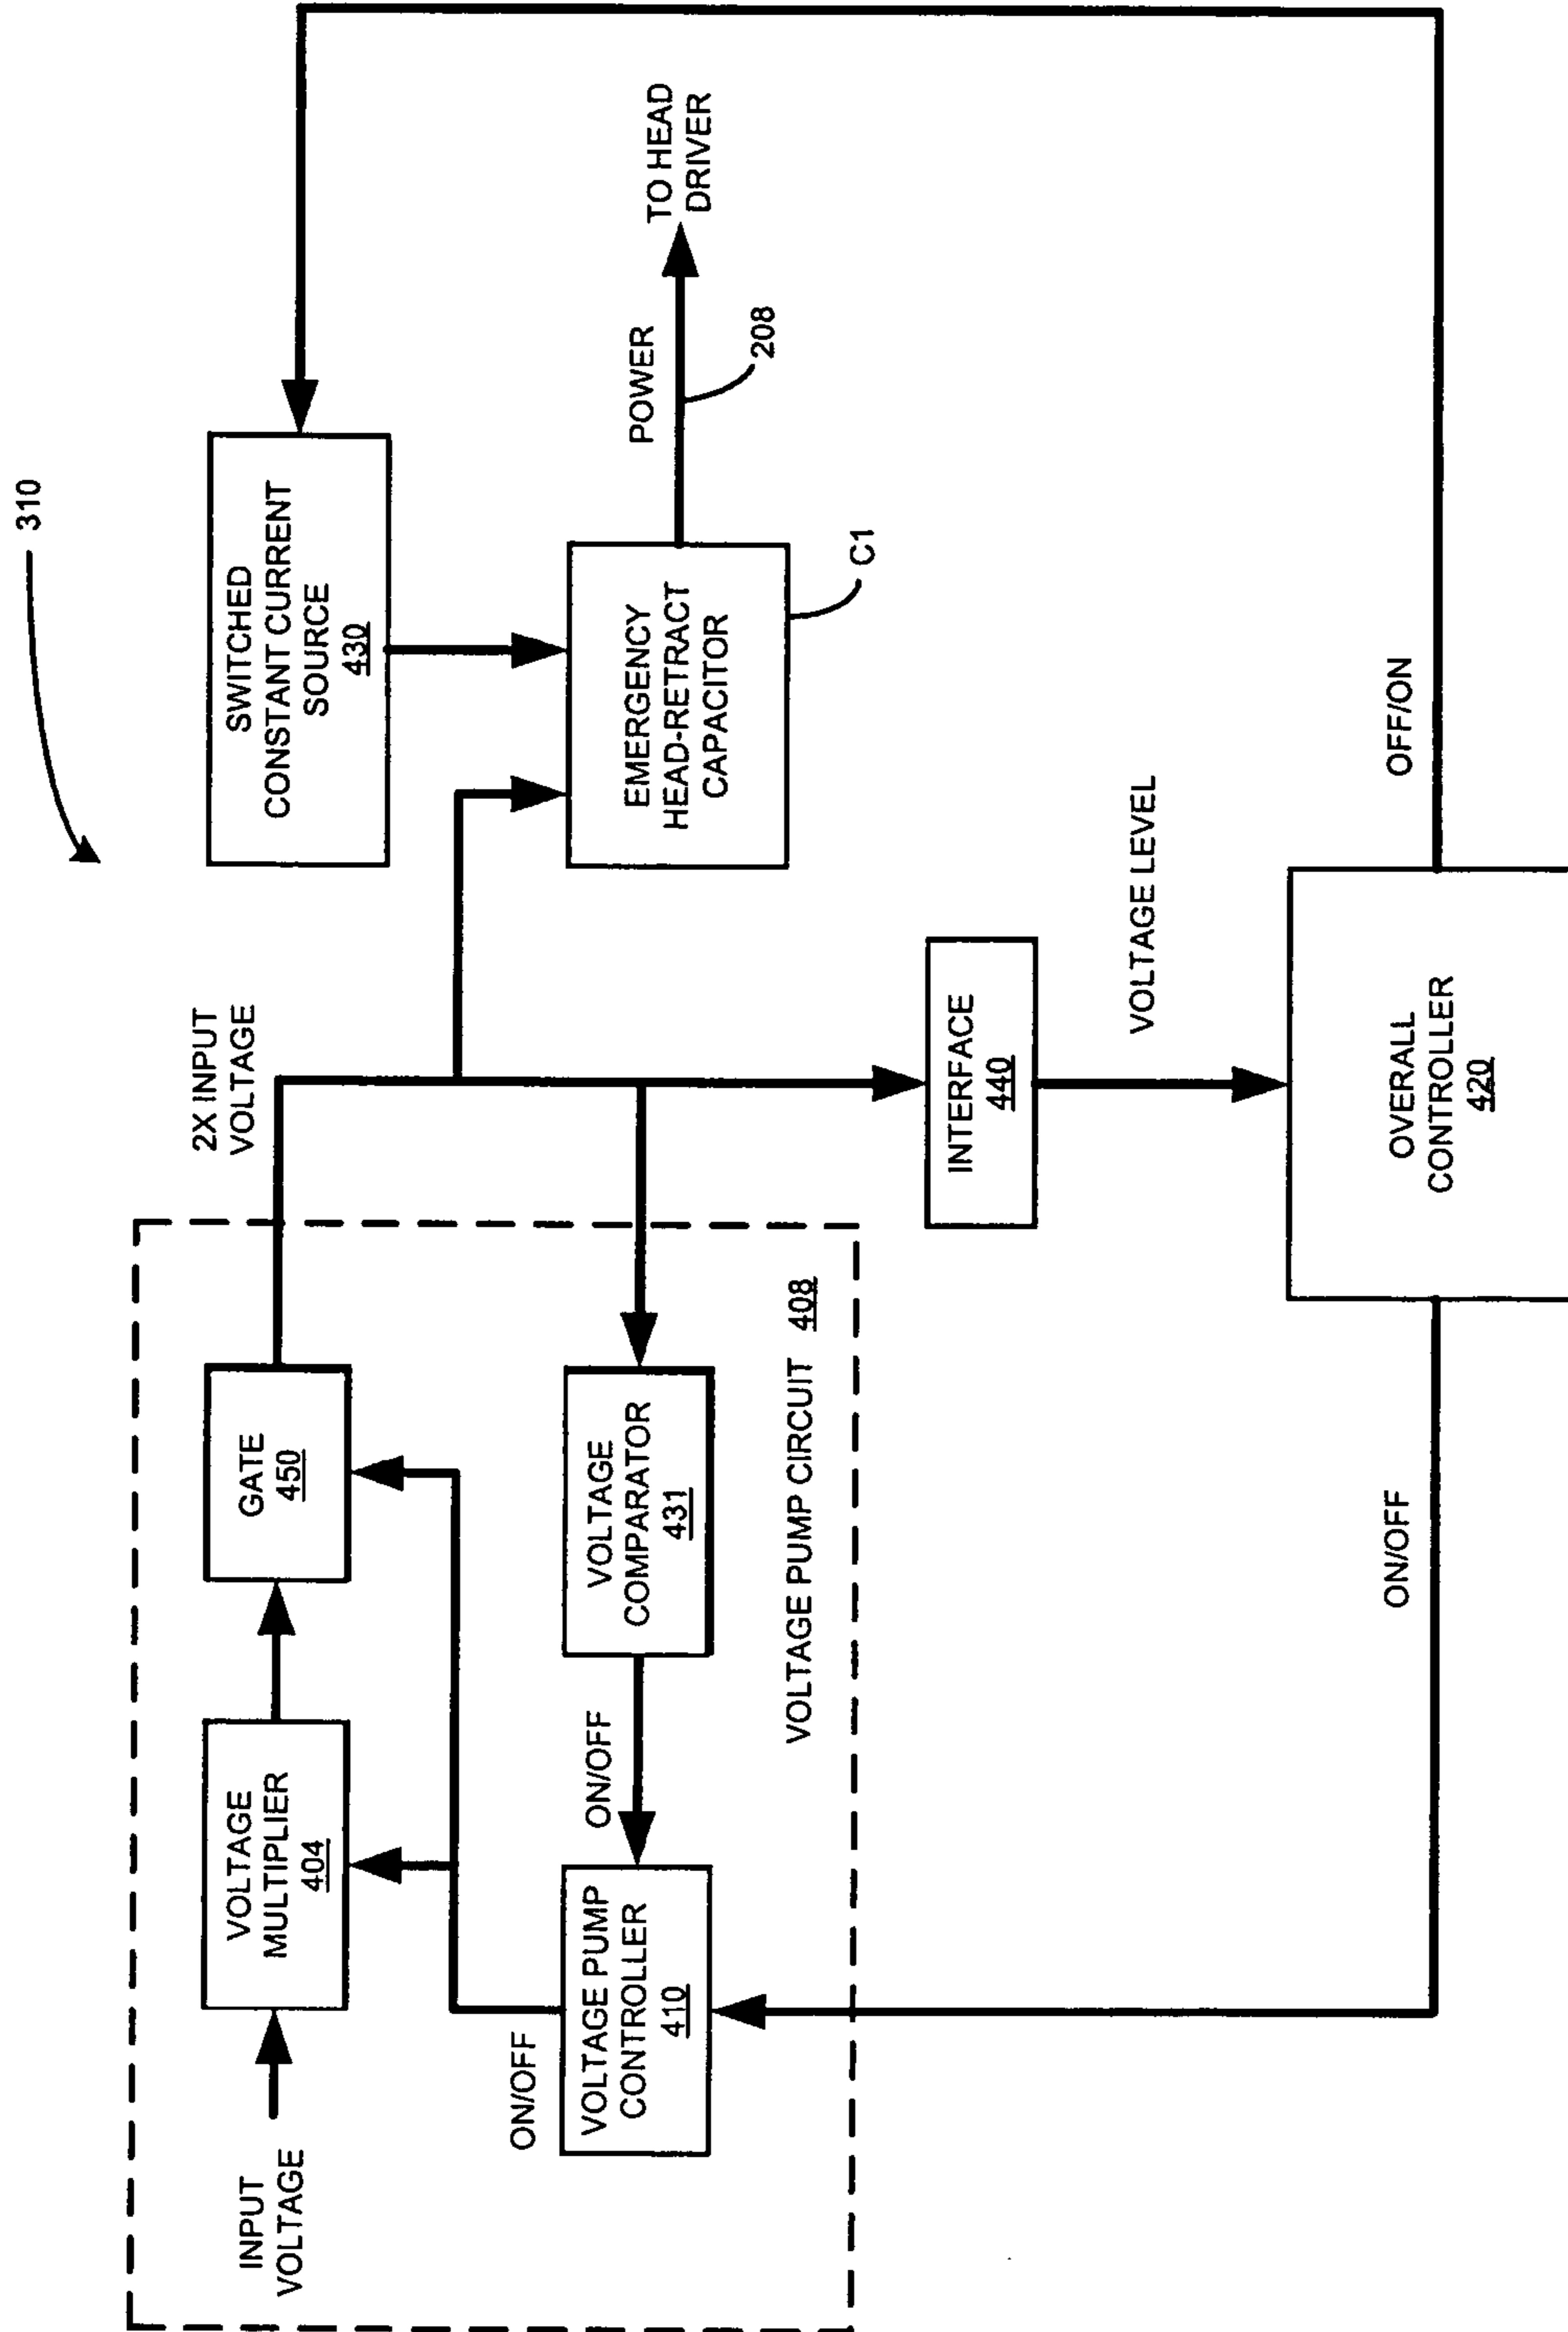 310
INPUT
VOLTAGE
VOLTAGE
MULTIPLIER
404
GATE
450
2X INPUT
VOLTAGE
SWITCHED
CONSTANT CURRENT
SOURCE
430
ON/OFF
VOLTAGE PUMP
CONTROLLER
410
ON/OFF
VOLTAGE
COMPARATOR
431
EMERGENCY
HEAD-RETRACT
CAPACITOR
C1
POWER
208
TO HEAD
DRIVER
VOLTAGE PUMP CIRCUIT 408
INTERFACE
440
VOLTAGE LEVEL
ON/OFF
OVERALL
CONTROLLER
420
OFF/ON